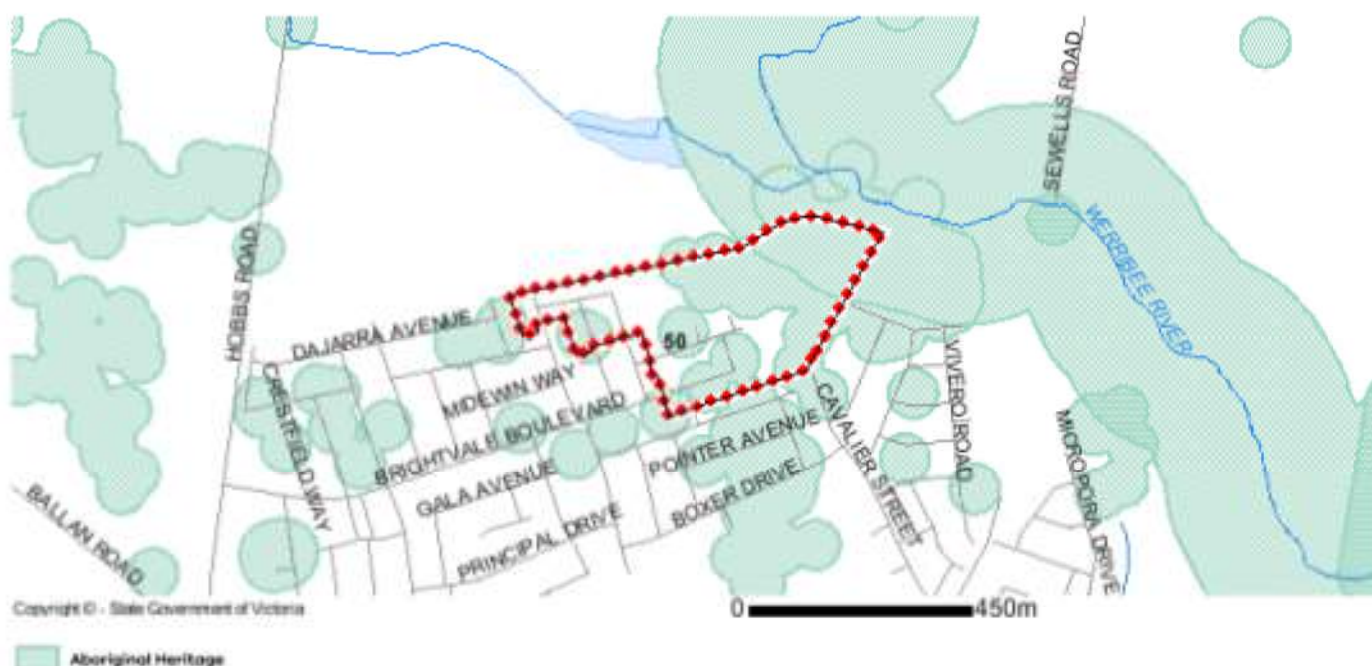 HOBBS ROAD
SEWELLS ROAD
WERRIBEE RIVER
DAJARRA AVENUE
50
MIDEWIN WAY
CRESTFIELD WAY
BRIGHTVALE BOULEVARD
GALA AVENUE
PRINCIPAL DRIVE
POINTER AVENUE
BOXER DRIVE
CAVALIER STREET
VIVERO ROAD
MICROPORA DRIVE
BALLAN ROAD
Copyright © - State Government of Victoria
0 450m
Aboriginal Heritage